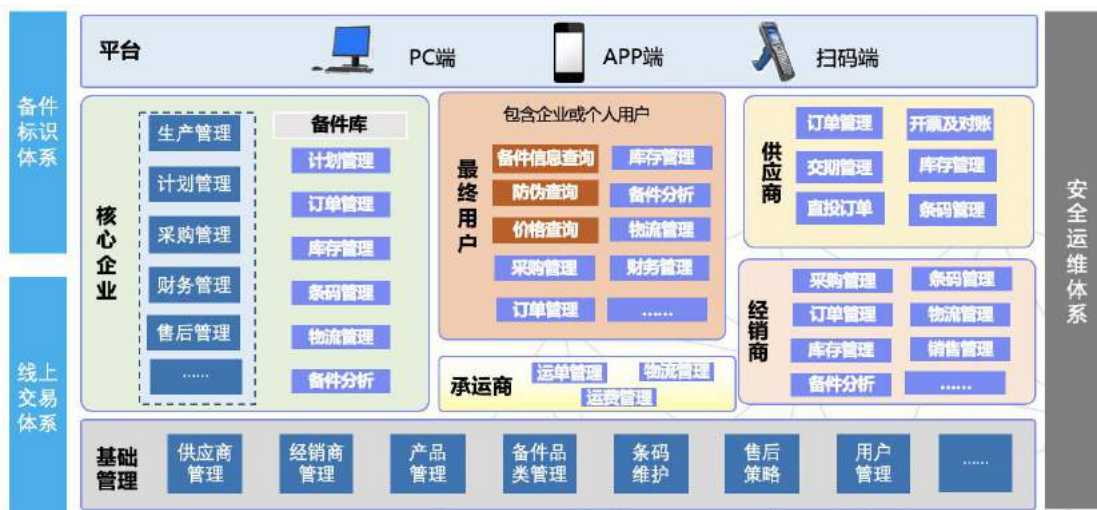 备件
标识
体系
线上
交易
体系
平台
PC端
APP端
扫码端
核心企业
生产管理
计划管理
采购管理
财务管理
售后管理
……
备件库
计划管理
订单管理
库存管理
条码管理
物流管理
备件分析
最终用户
包含企业或个人用户
备件信息查询
库存管理
防伪查询
备件分析
价格查询
物流管理
采购管理
财务管理
订单管理
……
承运商
运单管理
物流管理
运费管理
供应商
订单管理
开票及对账
交期管理
库存管理
直投订单
条码管理
经销商
采购管理
条码管理
订单管理
物流管理
库存管理
销售管理
备件分析
……
基础
管理
供应商
管理
经销商
管理
产品
管理
备件品
类管理
条码
维护
售后
策略
用户
管理
……
安全运维体系